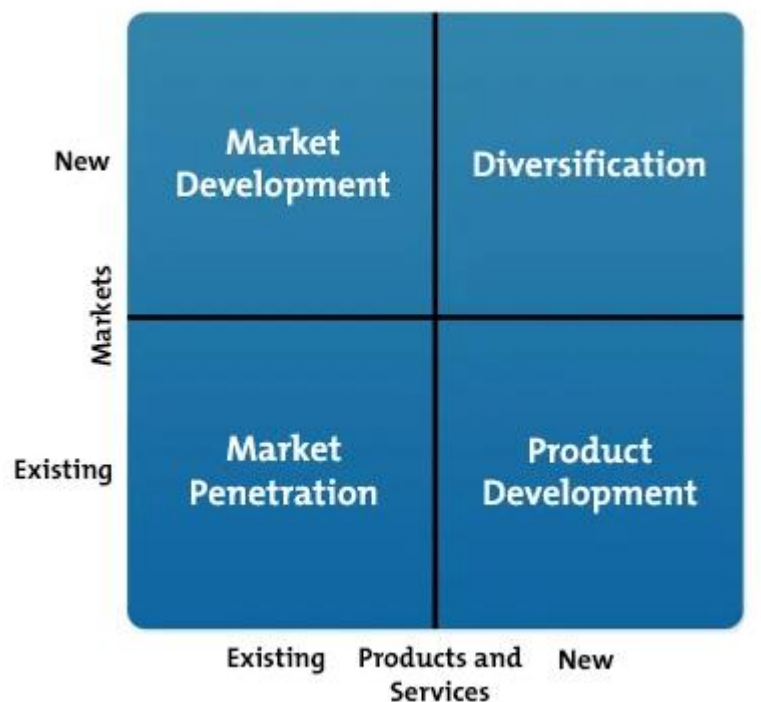 New
Market
Development
Diversification
Markets
Existing
Market
Penetration
Product
Development
Existing
Products and
Services
New